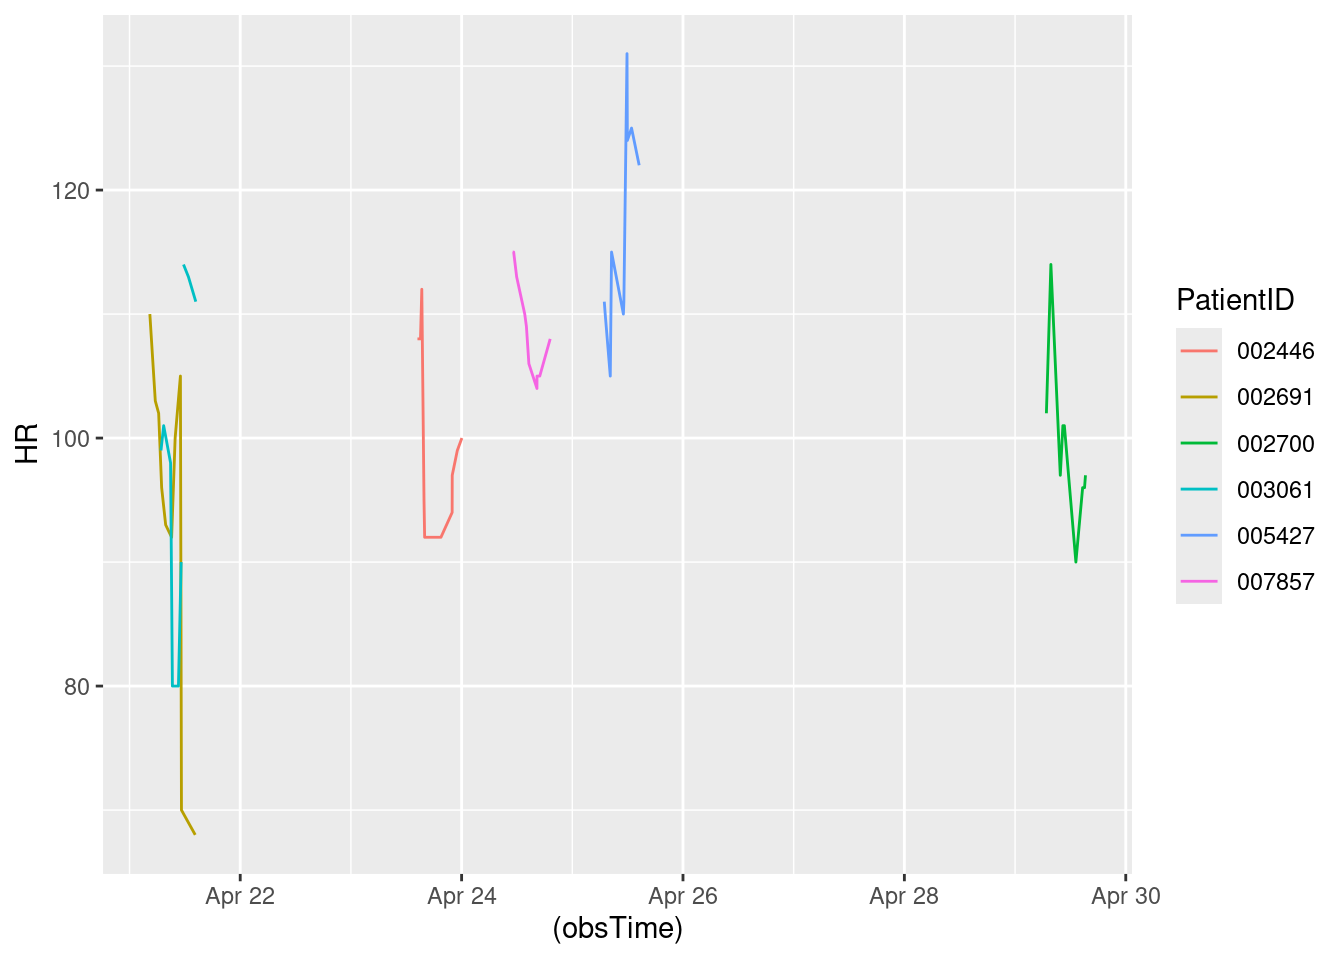 120
100
80
HR
Apr 22
Apr 24
Apr 26
Apr 28
Apr 30
(obsTime)
PatientID
002446
002691
002700
003061
005427
007857